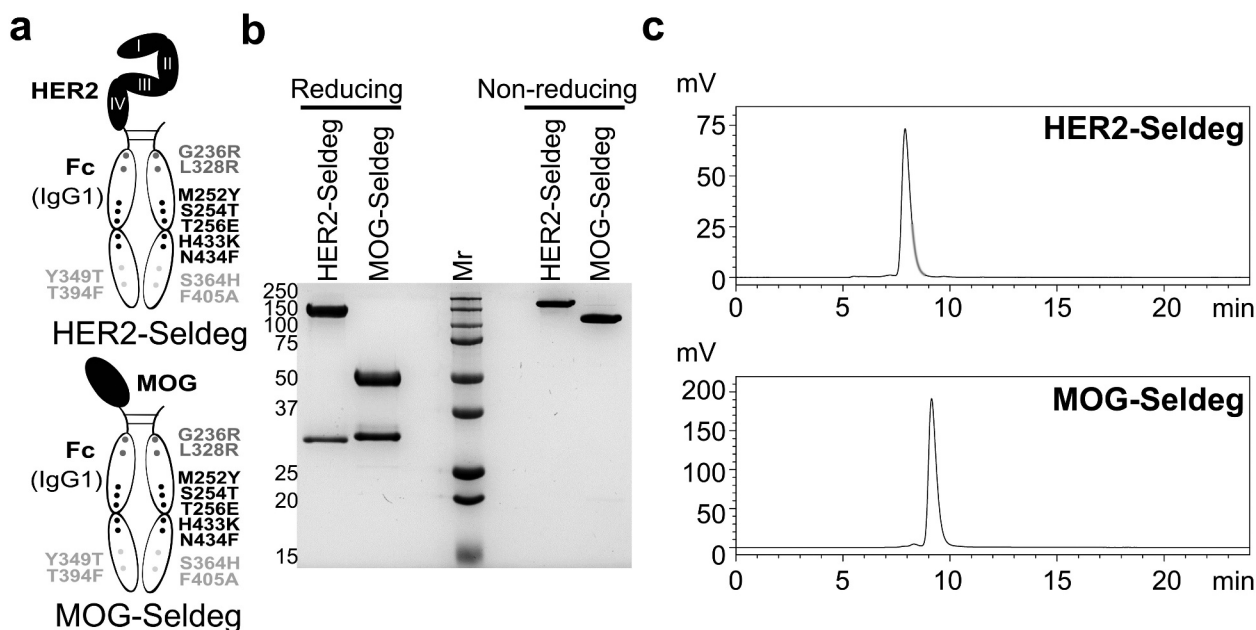 a
I
II
III
IV
HER2
Fc
(IgG1)
G236R
L328R
M252Y
S254T
T256E
H433K
N434F
Y349T
T394F
S364H
F405A
HER2-Seldeg
MOG
Fc
(IgG1)
G236R
L328R
M252Y
S254T
T256E
H433K
N434F
Y349T
T394F
S364H
F405A
MOG-Seldeg
b
Reducing
Non-reducing
HER2-Seldeg
MOG-Seldeg
Mr
HER2-Seldeg
MOG-Seldeg
250
150
100
75
50
37
25
20
15
c
mV
HER2-Seldeg
75
50
25
0
0 5 10 15 20 min
mV
MOG-Seldeg
200
150
100
50
0
0 5 10 15 20 min